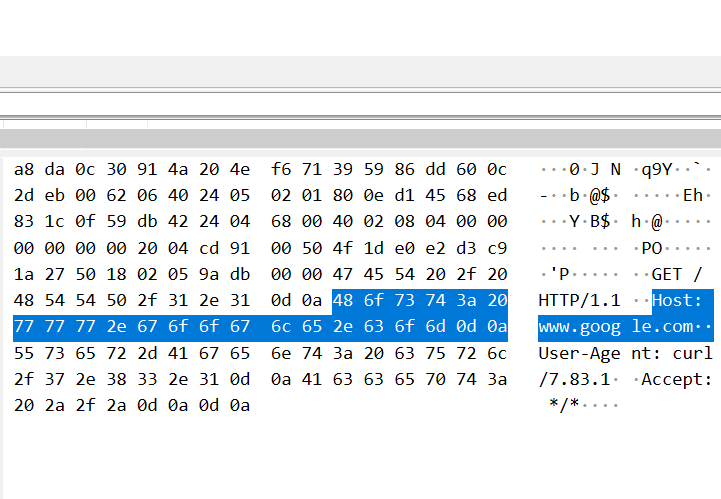 a8 da 0c 30 91 4a 20 4e f6 71 39 59 86 dd 60 0c ···0·J N ·q9Y··`·
2d eb 00 62 06 40 24 05 02 01 80 0e d1 45 68 ed -··b·@$· ·····Eh·
83 1c 0f 59 db 42 24 04 68 00 40 02 08 04 00 00 ···Y·B$· h·@·····
00 00 00 00 20 04 cd 91 00 50 4f 1d e0 e2 d3 c9 ···· ··· ·PO·····
1a 27 50 18 02 05 9a db 00 00 47 45 54 20 2f 20 ·'P····· ··GET /
48 54 54 50 2f 31 2e 31 0d 0a 48 6f 73 74 3a 20 HTTP/1.1 ··Host:
77 77 77 2e 67 6f 6f 67 6c 65 2e 63 6f 6d 0d 0a www.goog le.com··
55 73 65 72 2d 41 67 65 6e 74 3a 20 63 75 72 6c User-Age nt: curl
2f 37 2e 38 33 2e 31 0d 0a 41 63 63 65 70 74 3a /7.83.1· ·Accept:
20 2a 2f 2a 0d 0a 0d 0a */*····